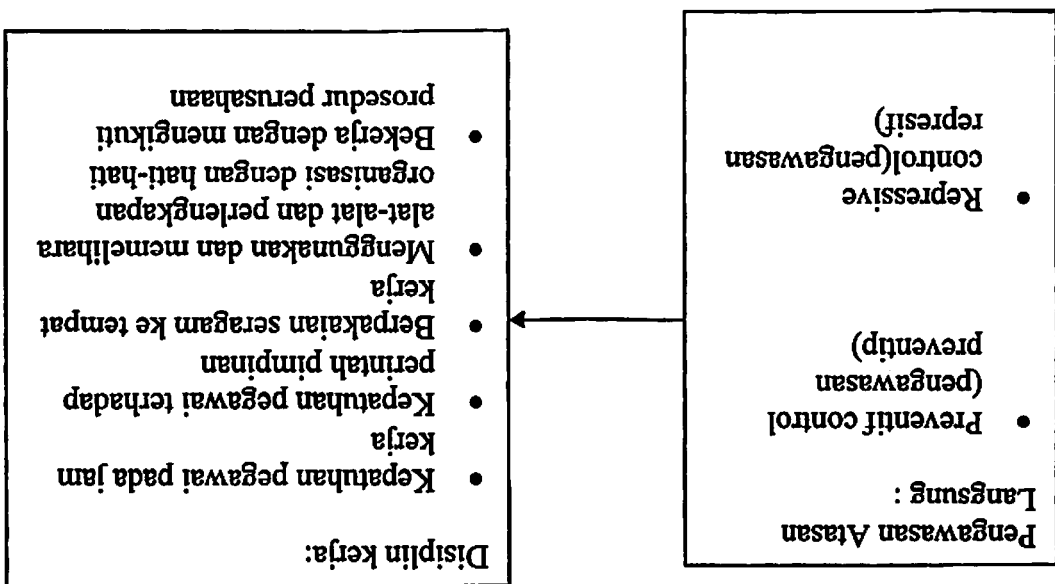 Pengawasan Atasan
Langsung :
• Preventif control
(pengawasan
preventip)
• Repressive
control(pengawasan
represif)
Disiplin kerja:
• Kepatuhan pegawai pada jam
kerja
• Kepatuhan pegawai terhadap
perintah pimpinan
• Berpakaian seragam ke tempat
kerja
• Menggunakan dan memelihara
alat-alat dan perlengkapan
organisasi dengan hati-hati
• Bekerja dengan mengikuti
prosedur perusahaan